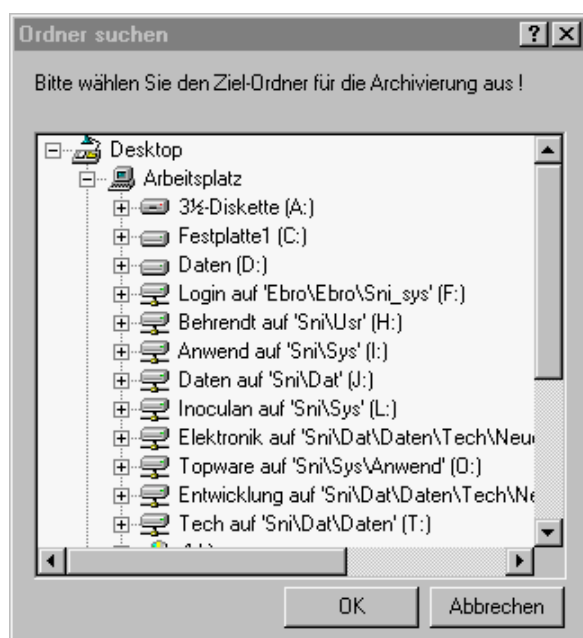 Ordner suchen
Bitte wählen Sie den Ziel-Ordner für die Archivierung aus !
Desktop
Arbeitsplatz
3½-Diskette (A:)
Festplatte1 (C:)
Daten (D:)
Login auf 'Ebro\Ebro\Sni_sys' (F:)
Behrendt auf 'Sni\Usr' (H:)
Anwend auf 'Sni\Sys' (I:)
Daten auf 'Sni\Dat' (J:)
Inoculan auf 'Sni\Sys' (L:)
Elektronik auf 'Sni\Dat\Daten\Tech\Neu
Topware auf 'Sni\Sys\Anwend' (O:)
Entwicklung auf 'Sni\Dat\Daten\Tech\Ne
Tech auf 'Sni\Dat\Daten' (T:)
OK Abbrechen